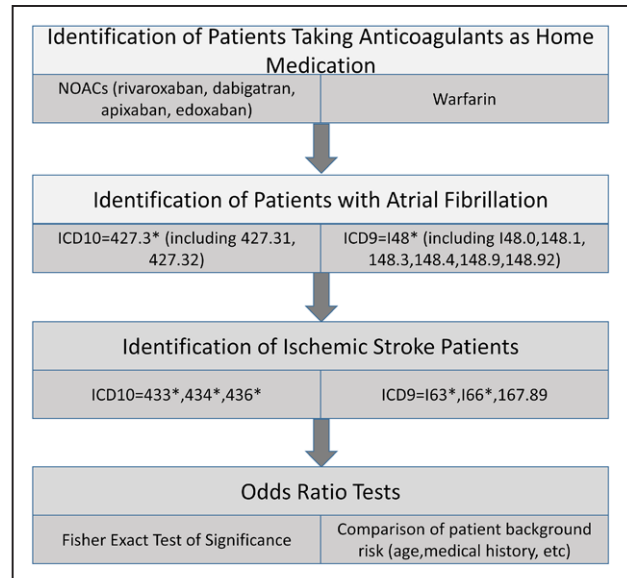 Identification of Patients Taking Anticoagulants as Home
Medication
NOACs (rivaroxaban, dabigatran,
apixaban, edoxaban)
Warfarin
Identification of Patients with Atrial Fibrillation
ICD10=427.3* (including 427.31,
427.32)
ICD9=I48* (including I48.0,148.1,
148.3,148.4,148.9,148.92)
Identification of Ischemic Stroke Patients
ICD10=433*,434*,436*
ICD9=I63*,I66*,167.89
Odds Ratio Tests
Fisher Exact Test of Significance
Comparison of patient background
risk (age,medical history, etc)